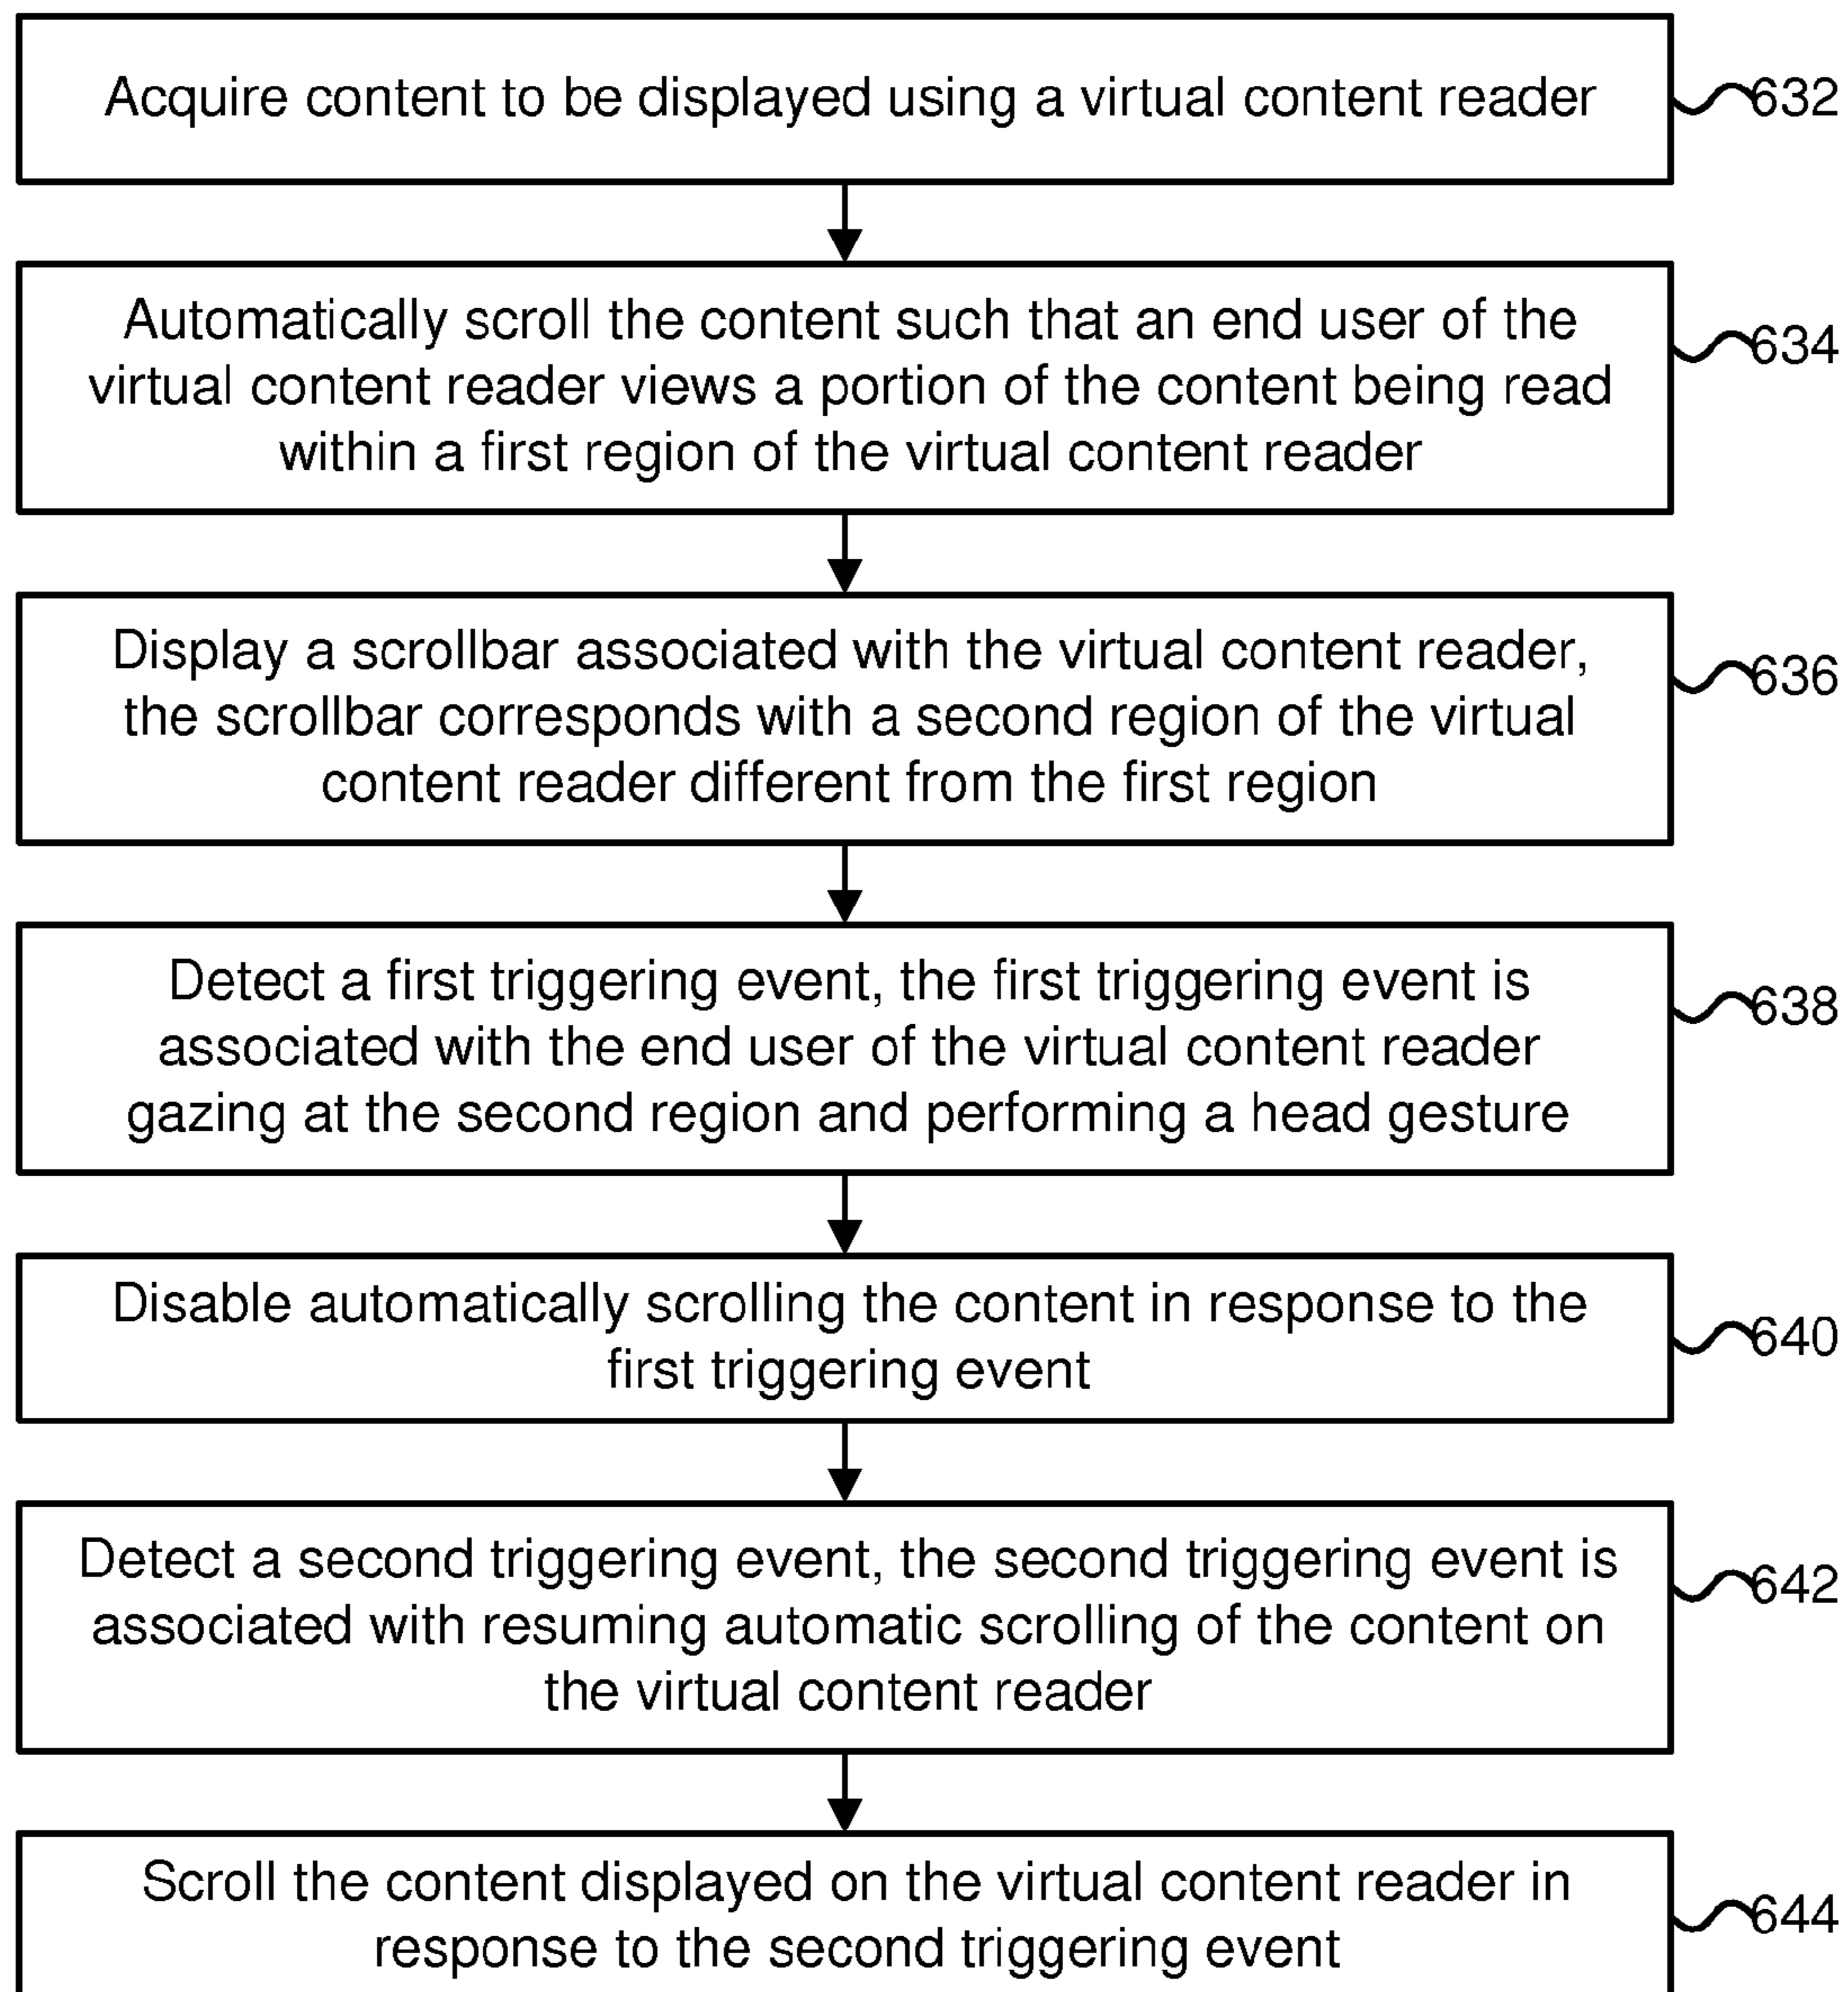 Acquire content to be displayed using a virtual content reader
632
Automatically scroll the content such that an end user of the
virtual content reader views a portion of the content being read
within a first region of the virtual content reader
634
Display a scrollbar associated with the virtual content reader,
the scrollbar corresponds with a second region of the virtual
content reader different from the first region
636
Detect a first triggering event, the first triggering event is
associated with the end user of the virtual content reader
gazing at the second region and performing a head gesture
638
Disable automatically scrolling the content in response to the
first triggering event
640
Detect a second triggering event, the second triggering event is
associated with resuming automatic scrolling of the content on
the virtual content reader
642
Scroll the content displayed on the virtual content reader in
response to the second triggering event
644